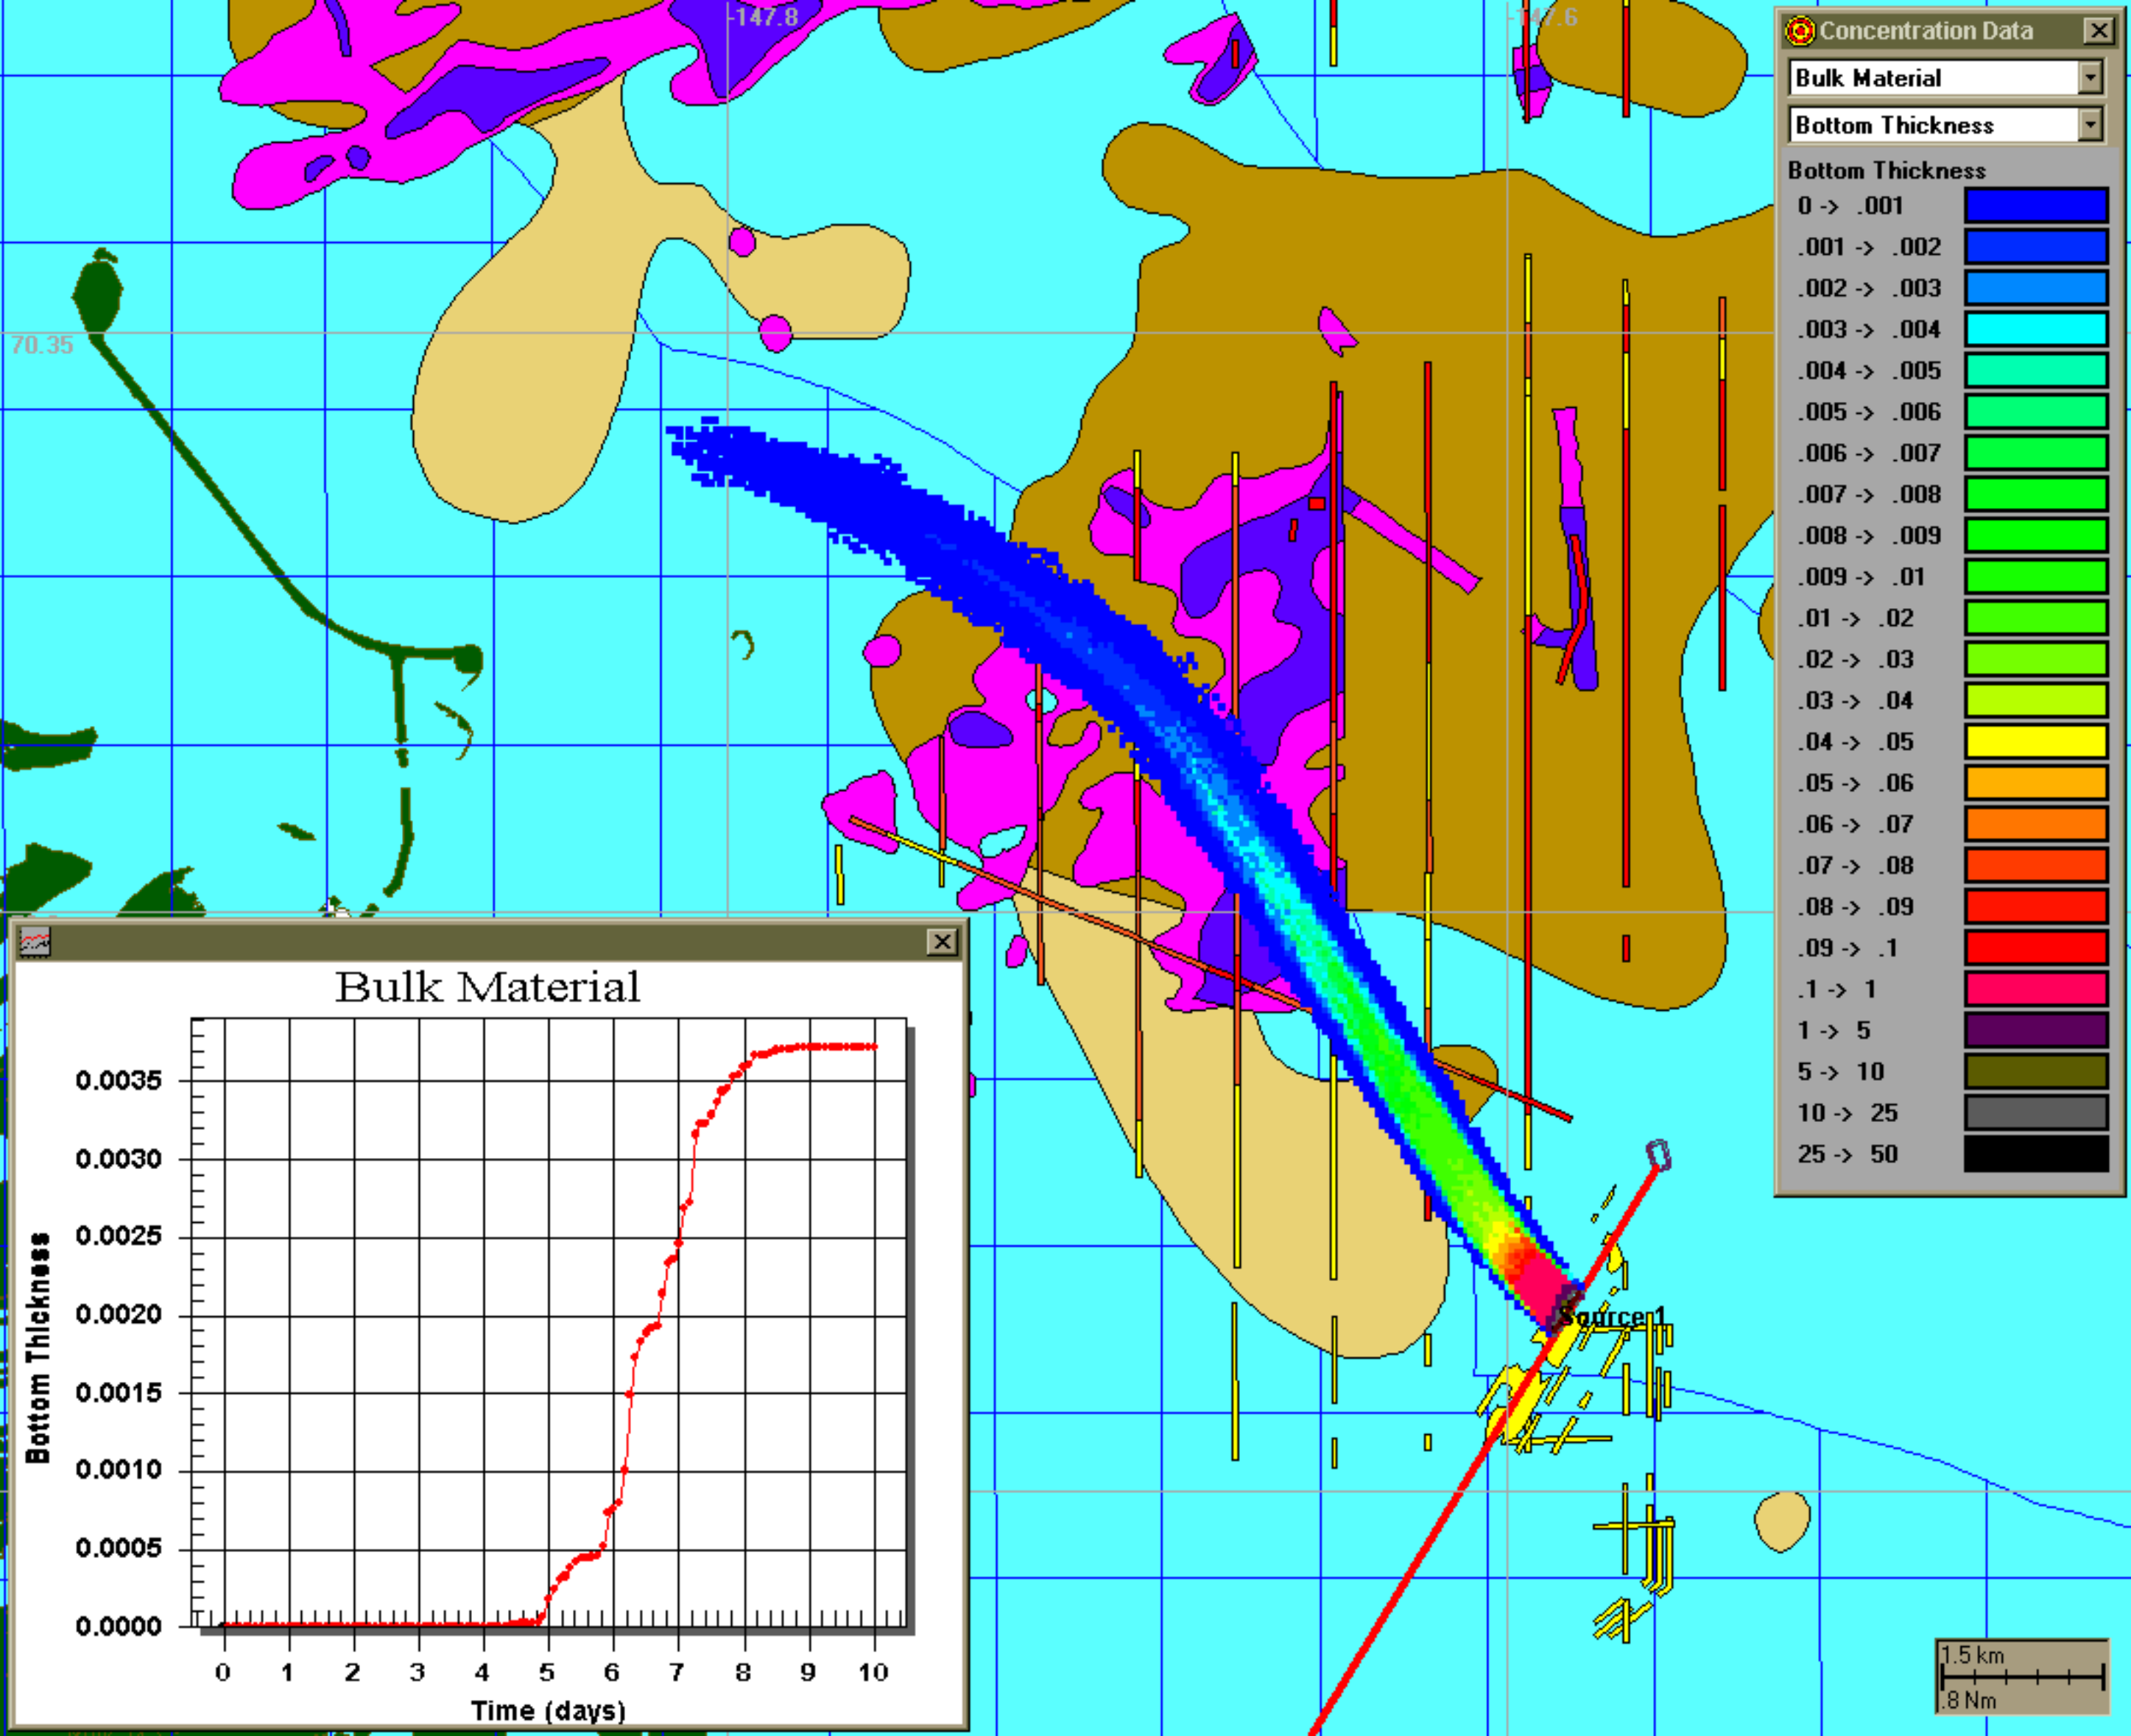 -147.8
-147.6
70.35
Concentration Data
Bulk Material
Bottom Thickness
Bottom Thickness
0 -> .001
.001 -> .002
.002 -> .003
.003 -> .004
.004 -> .005
.005 -> .006
.006 -> .007
.007 -> .008
.008 -> .009
.009 -> .01
.01 -> .02
.02 -> .03
.03 -> .04
.04 -> .05
.05 -> .06
.06 -> .07
.07 -> .08
.08 -> .09
.09 -> .1
.1 -> 1
1 -> 5
5 -> 10
10 -> 25
25 -> 50
Source 1
Bulk Material
Bottom Thickness
0.0035
0.0030
0.0025
0.0020
0.0015
0.0010
0.0005
0.0000
0 1 2 3 4 5 6 7 8 9 10
Time (days)
1.5 km
.8 Nm